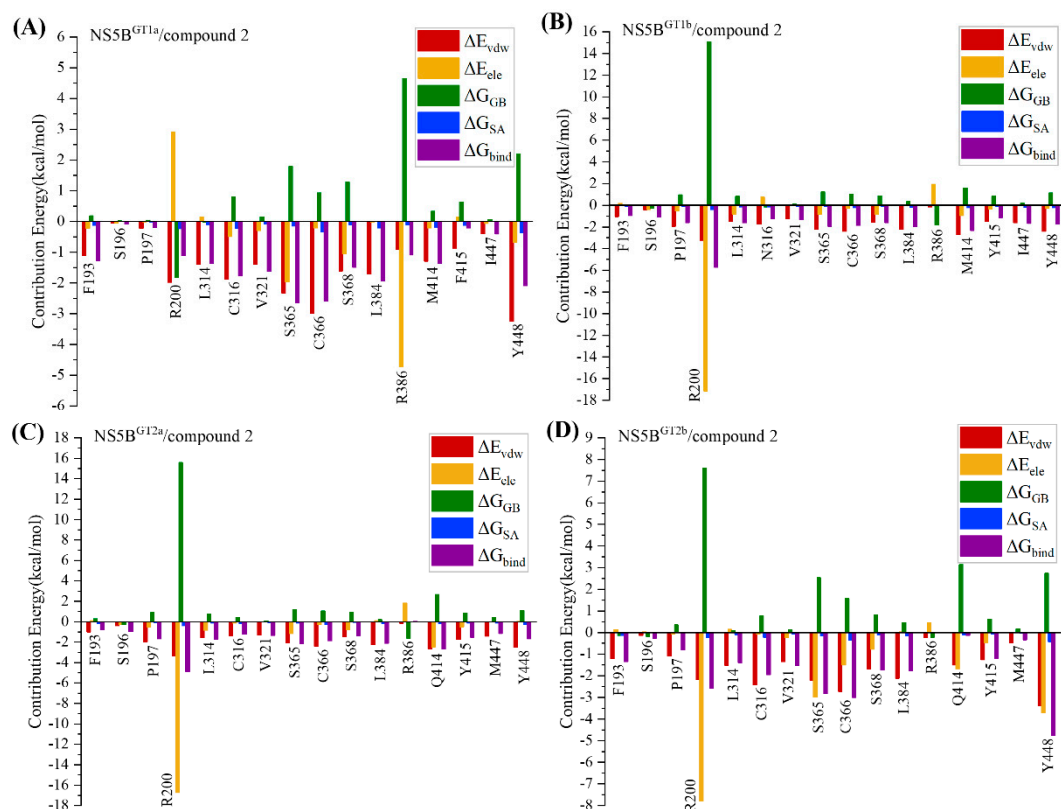 (A)
NS5B^GT1a/compound 2
Contribution Energy(kcal/mol)
6
5
4
3
2
1
0
-1
-2
-3
-4
-5
-6
ΔE_vdw
ΔE_ele
ΔG_GB
ΔG_SA
ΔG_bind
F193
S196
P197
R200
L314
C316
V321
S365
C366
S368
L384
R386
M414
F415
I447
Y448
(B)
NS5B^GT1b/compound 2
Contribution Energy(kcal/mol)
16
14
12
10
8
6
4
2
0
-2
-4
-6
-8
-10
-12
-14
-16
-18
ΔE_vdw
ΔE_ele
ΔG_GB
ΔG_SA
ΔG_bind
F193
S196
P197
R200
L314
N316
V321
S365
C366
S368
L384
R386
M414
Y415
I447
Y448
(C)
NS5B^GT2a/compound 2
Contribution Energy(kcal/mol)
18
16
14
12
10
8
6
4
2
0
-2
-4
-6
-8
-10
-12
-14
-16
-18
ΔE_vdw
ΔE_ele
ΔG_GB
ΔG_SA
ΔG_bind
F193
S196
P197
R200
L314
C316
V321
S365
C366
S368
L384
R386
Q414
Y415
M447
Y448
(D)
NS5B^GT2b/compound 2
Contribution Energy(kcal/mol)
9
8
7
6
5
4
3
2
1
0
-1
-2
-3
-4
-5
-6
-7
-8
ΔE_vdw
ΔE_ele
ΔG_GB
ΔG_SA
ΔG_bind
F193
S196
P197
R200
L314
C316
V321
S365
C366
S368
L384
R386
Q414
Y415
M447
Y448